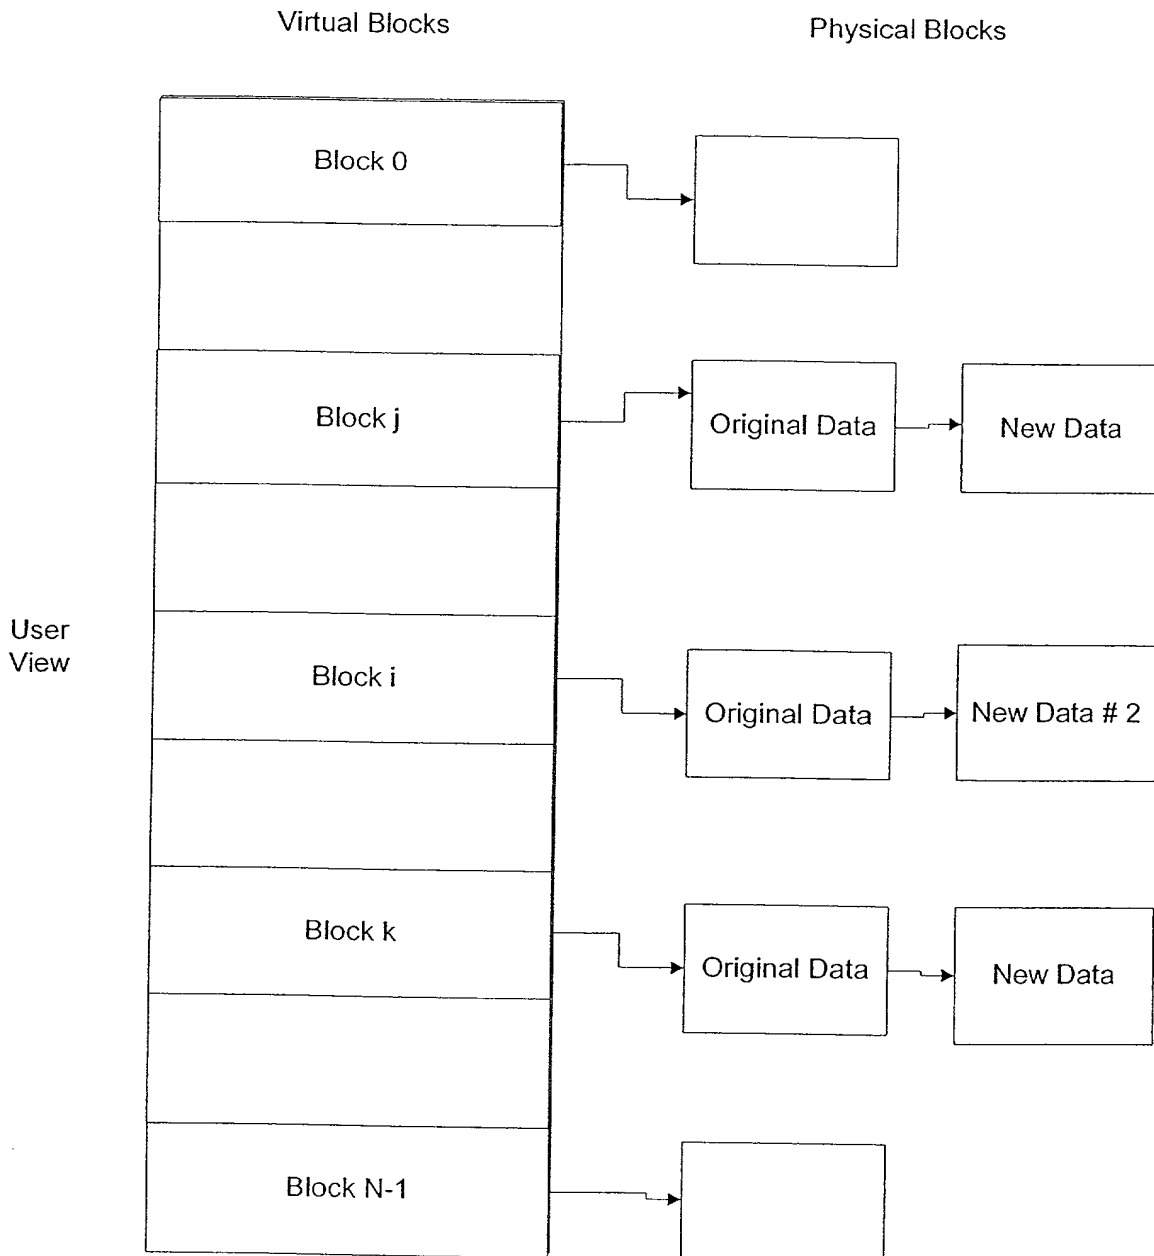 Virtual Blocks
Physical Blocks
Block 0
Block j
Original Data
New Data
User
View
Block i
Original Data
New Data # 2
Block k
Original Data
New Data
Block N-1